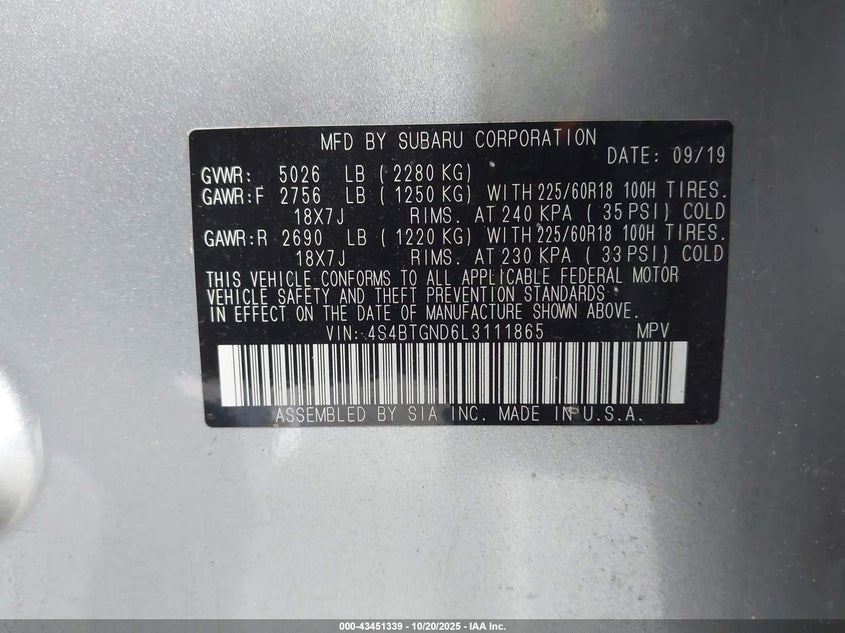 MFD BY SUBARU CORPORATION
DATE: 09/19
GVWR: 5026 LB (2280 KG)
GAWR:F 2756 LB (1250 KG) WITH 225/60R18 100H TIRES.
18X7J RIMS. AT 240 KPA (35 PSI) COLD
GAWR:R 2690 LB (1220 KG) WITH 225/60R18 100H TIRES.
18X7J RIMS. AT 230 KPA (33 PSI) COLD
THIS VEHICLE CONFORMS TO ALL APPLICABLE FEDERAL MOTOR
VEHICLE SAFETY AND THEFT PREVENTION STANDARDS
IN EFFECT ON THE DATE OF MANUFACTURE SHOWN ABOVE.
VIN: 4S4BTGND6L3111865 MPV
ASSEMBLED BY SIA INC. MADE IN U.S.A.
000-43451339 - 10/20/2025 - IAA Inc.